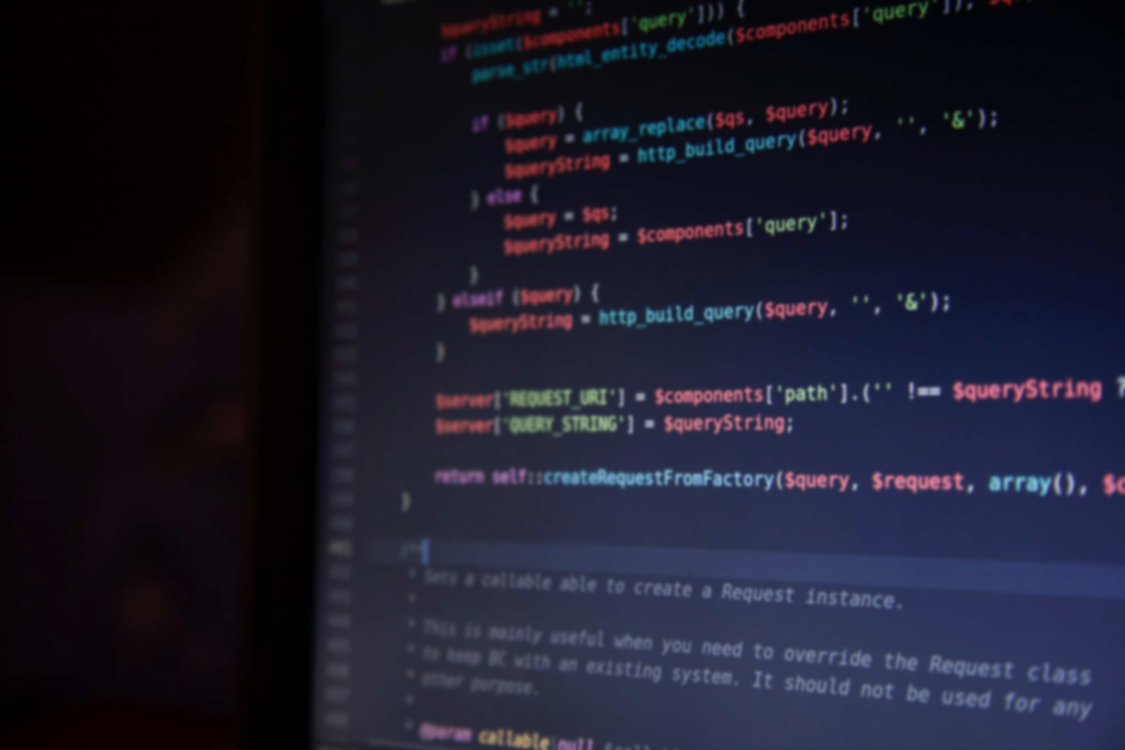 $queryString = '';
if (isset($components['query'])) {
parse_str(html_entity_decode($components['query']),
if ($query) {
$query = array_replace($qs, $query);
$queryString = http_build_query($query, '', '&');
} else {
$query = $qs;
$queryString = $components['query'];
}
} elseif ($query) {
$queryString = http_build_query($query, '', '&');
}
$server['REQUEST_URI'] = $components['path'].('' !== $queryString ?
$server['QUERY_STRING'] = $queryString;
return self::createRequestFromFactory($query, $request, array(),
}
/**
* Sets a callable able to create a Request instance.
*
* This is mainly useful when you need to override the Request class
* to keep BC with an existing system. It should not be used for any
* other purpose.
*
* @param callable|null